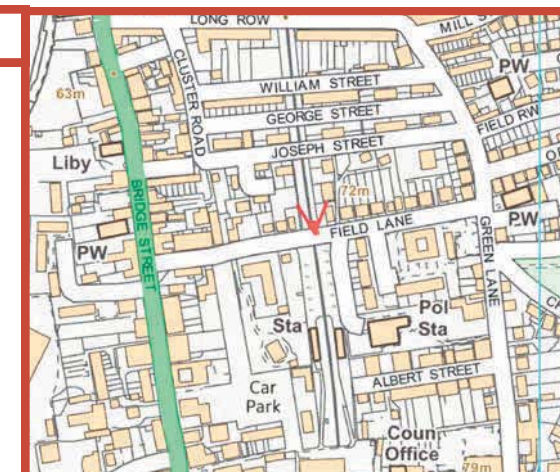 LONG ROW
MILL S
PW
CLUSTER ROAD
WILLIAM STREET
63m
GEORGE STREET
FIELD RW
JOSEPH STREET
Liby
72m
BRIDGE STREET
PW
FIELD LANE
GREEN LANE
PW
Pol
Sta
Sta
ALBERT STREET
Car
Park
Coun
Office
79m